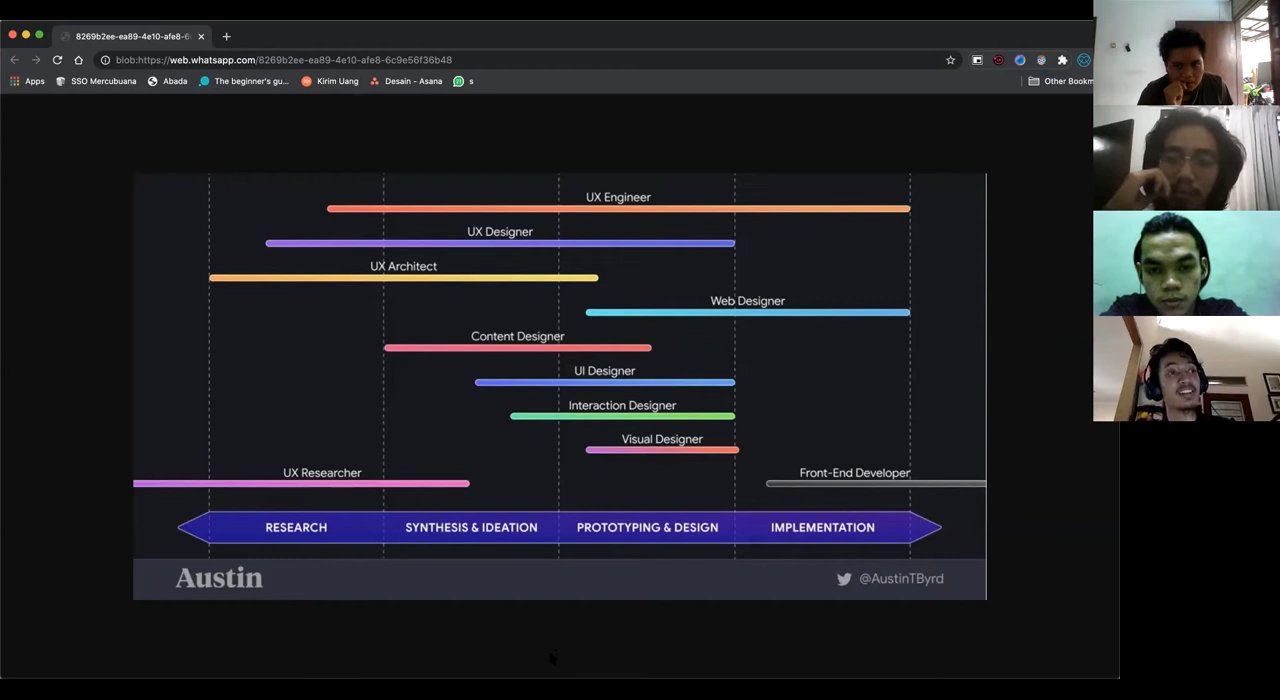 8269b2ee-ea89-4e10-afe8-6
blob:https://web.whatsapp.com/8269b2ee-ea89-4e10-afe8-6c9e56f36b48
Apps SSO Mercubuana Abada The beginner's gu... Kirim Uang Desain - Asana s Other Bookm
UX Engineer
UX Designer
UX Architect
Web Designer
Content Designer
UI Designer
Interaction Designer
Visual Designer
UX Researcher Front-End Developer
RESEARCH SYNTHESIS & IDEATION PROTOTYPING & DESIGN IMPLEMENTATION
Austin @AustinTByrd